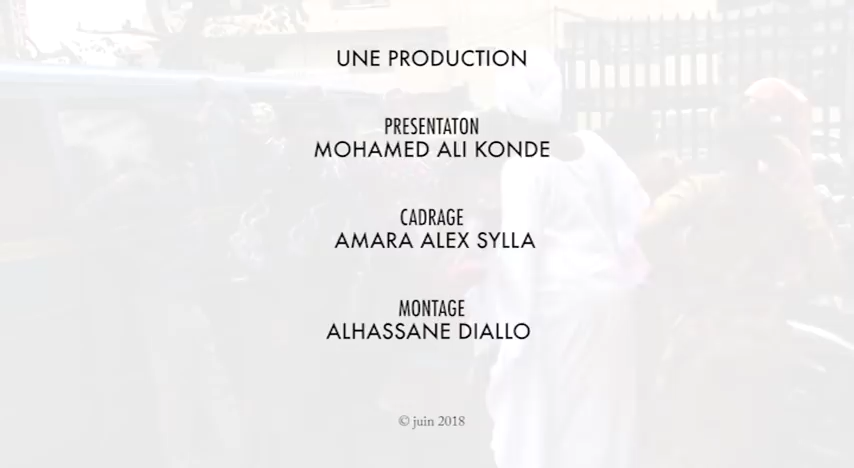 UNE PRODUCTION
PRESENTATON
MOHAMED ALI KONDE
CADRAGE
AMARA ALEX SYLLA
MONTAGE
ALHASSANE DIALLO
© juin 2018